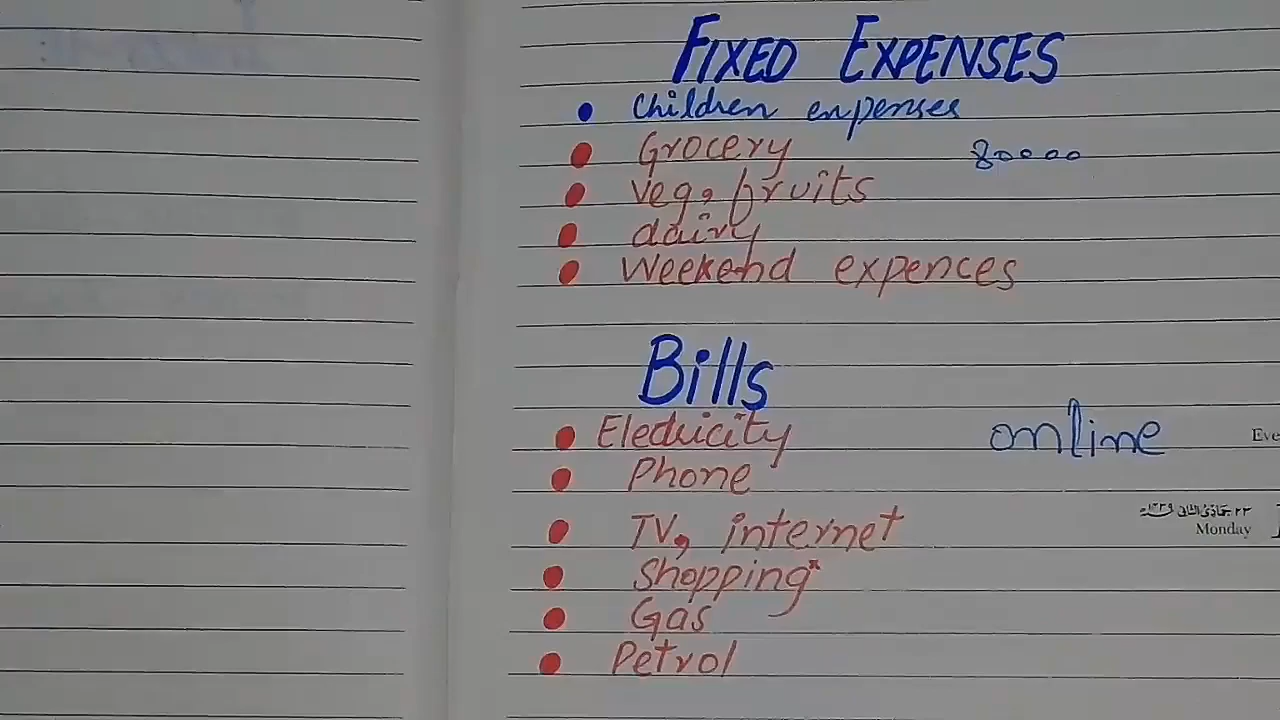 FIXED EXPENSES
• Children expenses
• Grocery 80000
• Veg, fruits
• dairy
• Weekend expences
Bills
• Electricity online
• Phone
• TV, internet
Monday
• Shopping
• Gas
• Petrol